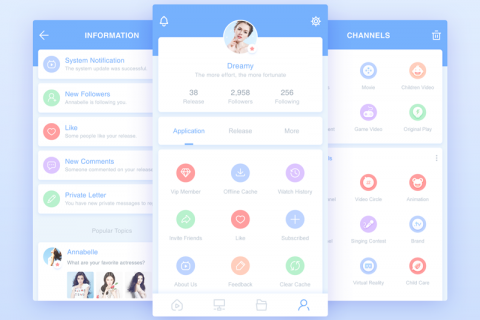 INFORMATION
System Notification
The system update was successful
New Followers
Annabelle is following you.
Like
Some people like your release.
New Comments
Someone commented on your release
Private Letter
You have new private messages to re
Popular Topics
Annabelle
What are your favorite actresses?
Dreamy
The more effort, the more fortunate
38
2,958
256
Release
Followers
Following
Application
Release
More
Vip Member
Offline Cache
Watch History
Invite Friends
Like
Subscribed
About Us
Feedback
Clear Cache
CHANNELS
Movie
Children Video
Game Video
Original Play
Video Circle
Animation
Singing Contest
Brand
Virtual Reality
Child Care